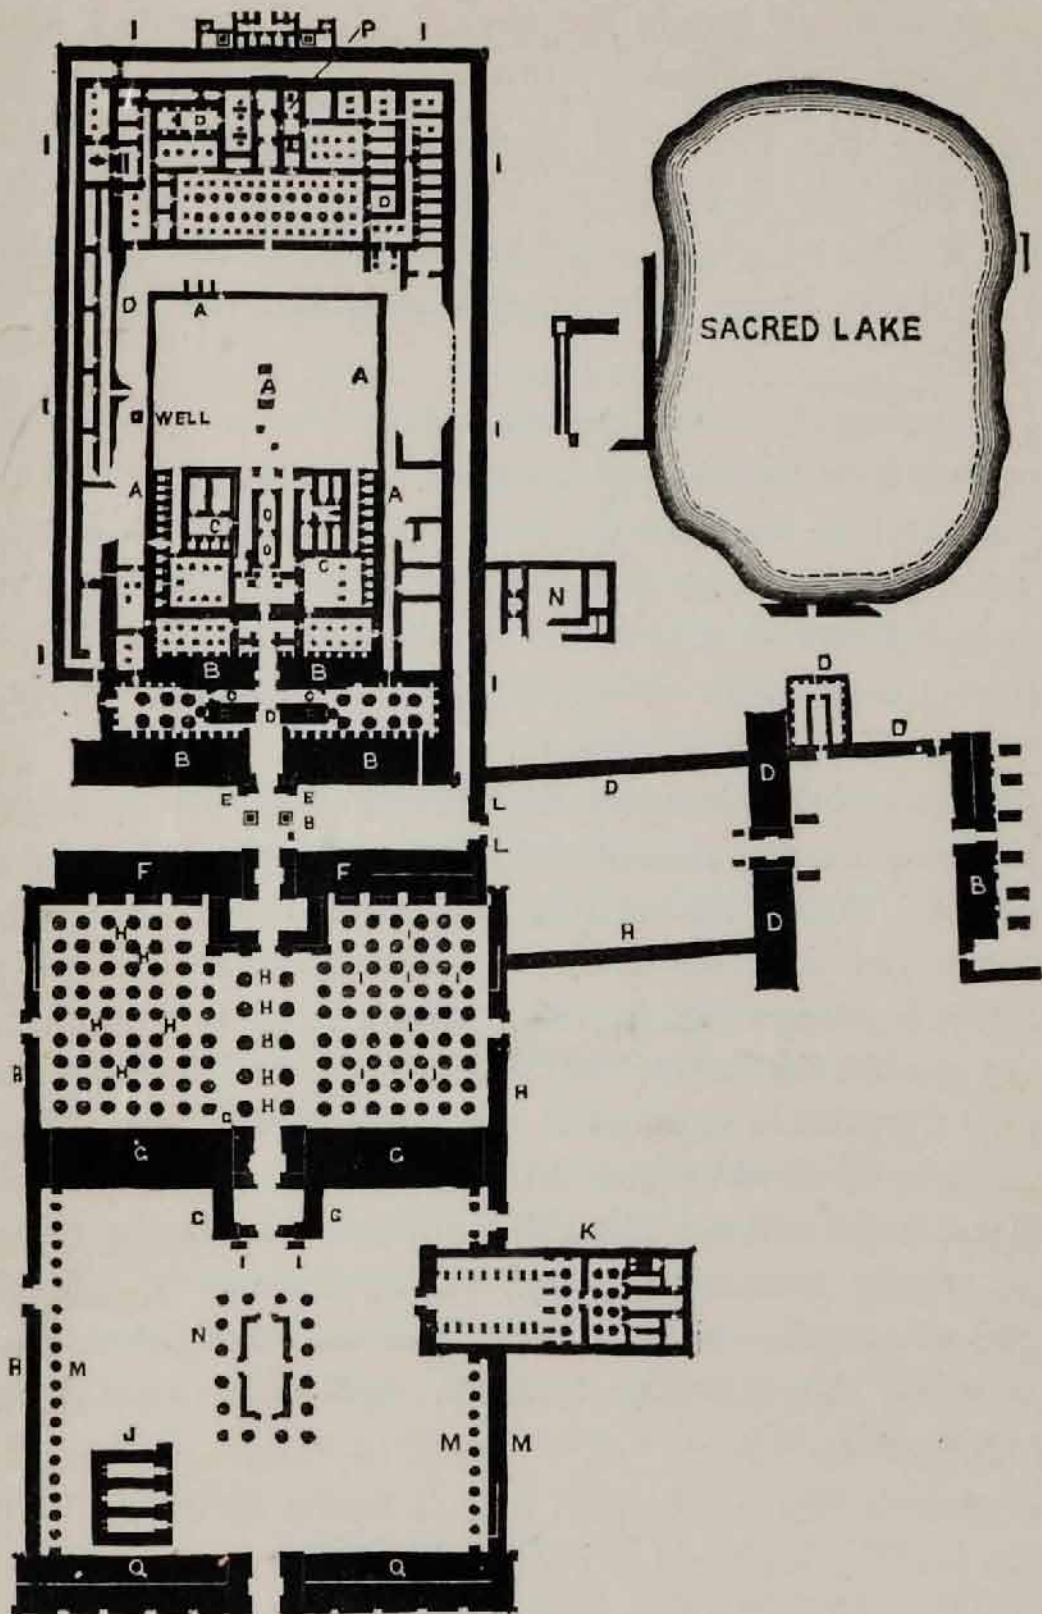 I P I
D
I I
D
I
D A
SACRED LAKE
A A
I WELL I
A A
C O
O
C N
I B B
I D
C C
D D
B B D D
E E L
B
L
F F D B
H I
H
H I I I H
H
H H H I
B H
H I I I I H
C H
G G
C G
K
I I
N
H M
J M M
Q Q